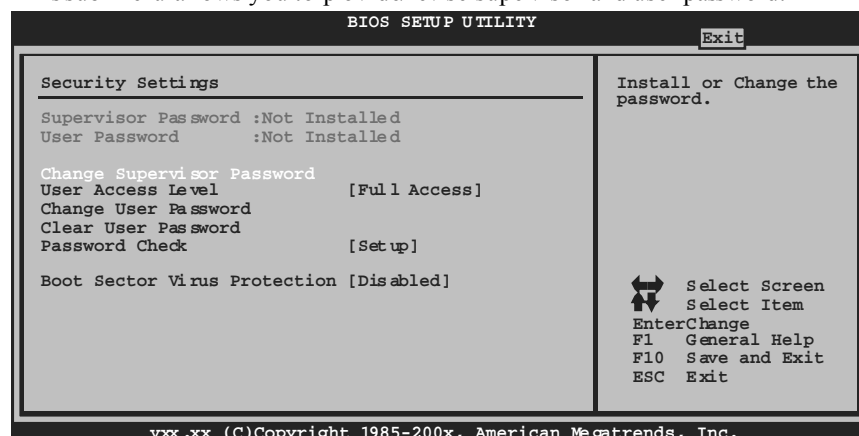 BIOS SETUP UTILITY
Exit
Security Settings
Supervisor Password :Not Installed
User Password :Not Installed
Change Supervisor Password
User Access Level [Full Access]
Change User Password
Clear User Password
Password Check [Setup]
Boot Sector Virus Protection [Disabled]
Install or Change the
password.
Select Screen
Select Item
EnterChange
F1 General Help
F10 Save and Exit
ESC Exit
vxx.xx (C)Copyright 1985-200x, American Megatrends, Inc.